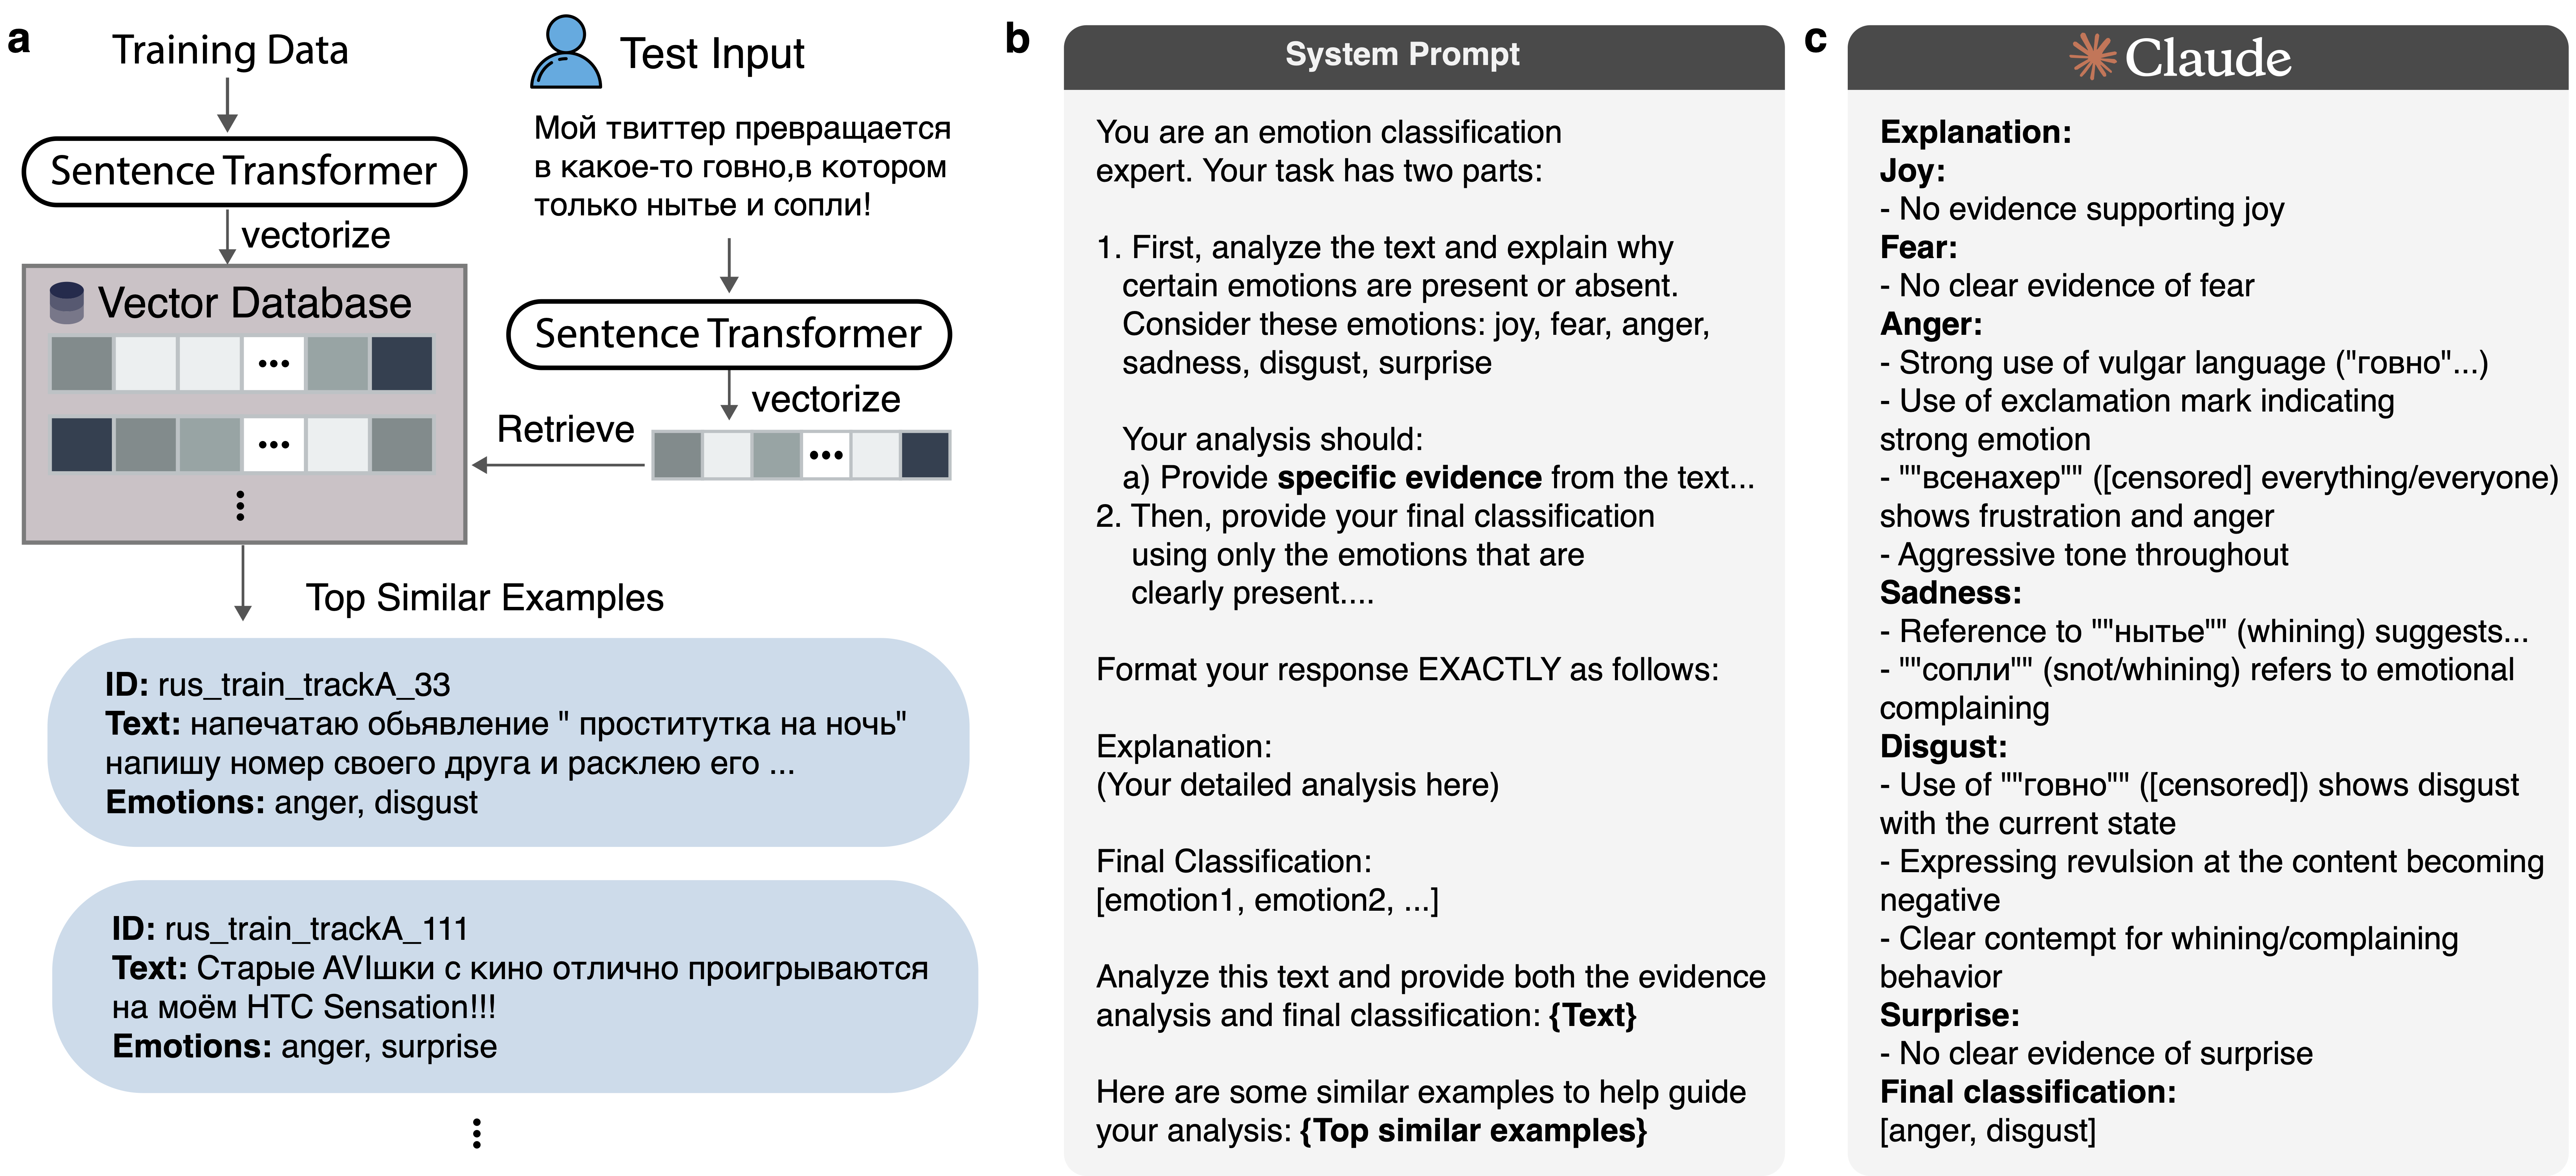 a
Training Data
Sentence Transformer
vectorize
Vector Database
...
...
Test Input
Мой твиттер превращается
в какое-то говно,в котором
только нытье и сопли!
Sentence Transformer
vectorize
Retrieve
...
Top Similar Examples
ID: rus_train_trackA_33
Text: напечатаю обьявление " проститутка на ночь"
напишу номер своего друга и расклею его ...
Emotions: anger, disgust
ID: rus_train_trackA_111
Text: Старые AVIшки с кино отлично проигрываются
на моём HTC Sensation!!!
Emotions: anger, surprise
b
System Prompt
You are an emotion classification
expert. Your task has two parts:
1. First, analyze the text and explain why
certain emotions are present or absent.
Consider these emotions: joy, fear, anger,
sadness, disgust, surprise
Your analysis should:
a) Provide specific evidence from the text...
2. Then, provide your final classification
using only the emotions that are
clearly present....
Format your response EXACTLY as follows:
Explanation:
(Your detailed analysis here)
Final Classification:
[emotion1, emotion2, ...]
Analyze this text and provide both the evidence
analysis and final classification: {Text}
Here are some similar examples to help guide
your analysis: {Top similar examples}
c
Claude
Explanation:
Joy:
- No evidence supporting joy
Fear:
- No clear evidence of fear
Anger:
- Strong use of vulgar language ("говно"...)
- Use of exclamation mark indicating
strong emotion
- ""всенахер"" ([censored] everything/everyone)
shows frustration and anger
- Aggressive tone throughout
Sadness:
- Reference to ""нытье"" (whining) suggests...
- ""сопли"" (snot/whining) refers to emotional
complaining
Disgust:
- Use of ""говно"" ([censored]) shows disgust
with the current state
- Expressing revulsion at the content becoming
negative
- Clear contempt for whining/complaining
behavior
Surprise:
- No clear evidence of surprise
Final classification:
[anger, disgust]